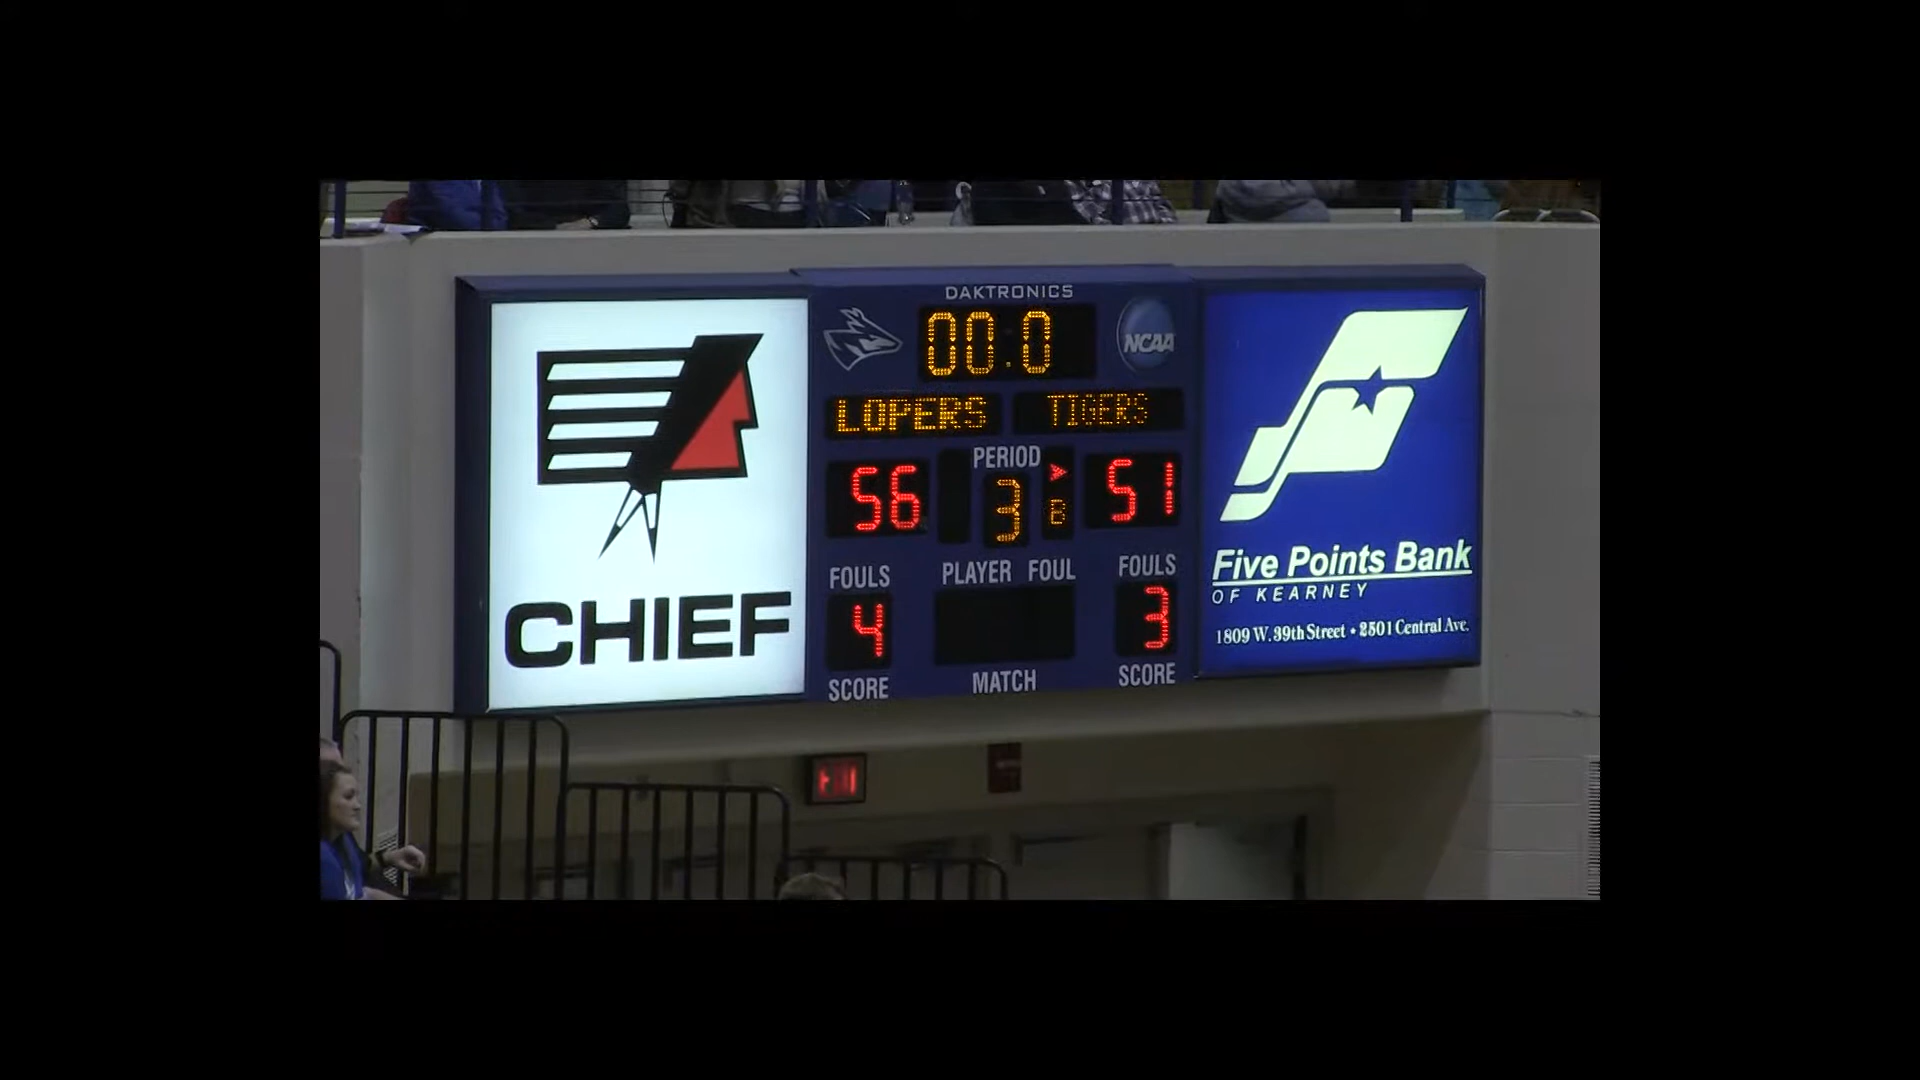 DAKTRONICS
00.0
NCAA
LOPERS TIGERS
PERIOD
56 3 B 51
FOULS PLAYER FOUL FOULS
4 3
SCORE MATCH SCORE
CHIEF
Five Points Bank
OF KEARNEY
1809 W. 39th Street • 2501 Central Ave.
EXIT